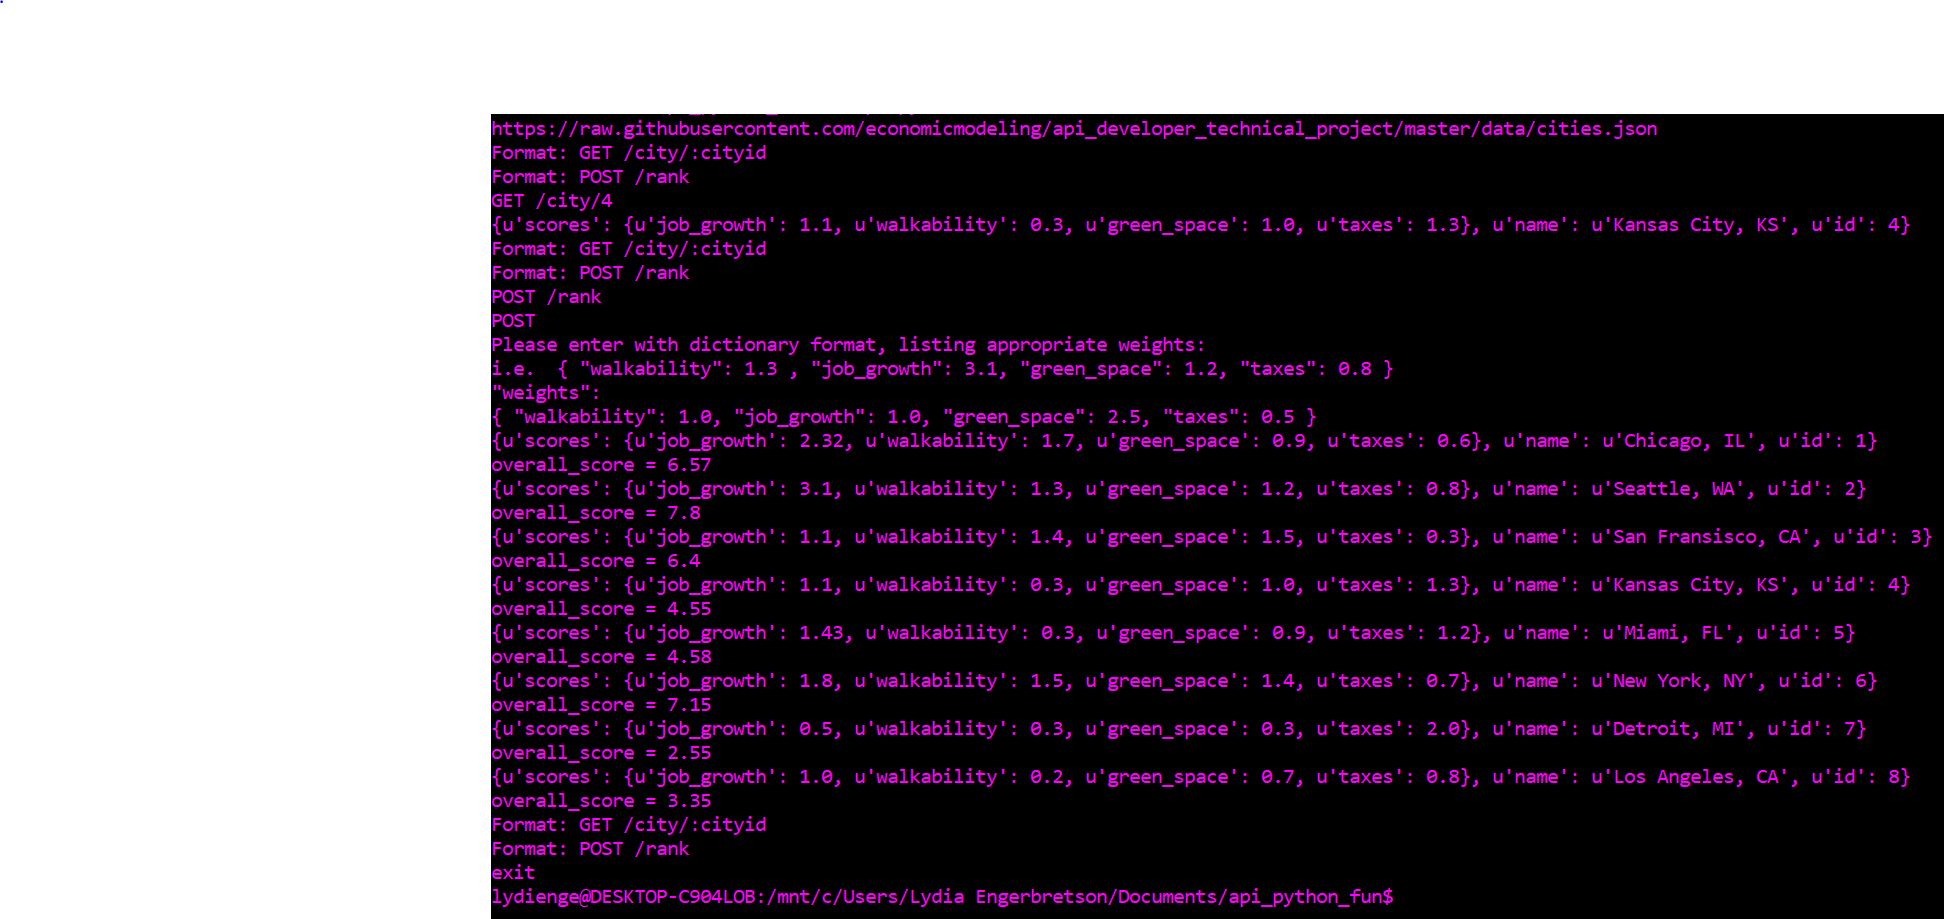 https://raw.githubusercontent.com/economicmodeling/api_developer_technical_project/master/data/cities.json
Format: GET /city/:cityid
Format: POST /rank
GET /city/4
{u'scores': {u'job_growth': 1.1, u'walkability': 0.3, u'green_space': 1.0, u'taxes': 1.3}, u'name': u'Kansas City, KS', u'id': 4}
Format: GET /city/:cityid
Format: POST /rank
POST /rank
POST
Please enter with dictionary format, listing appropriate weights:
i.e.  { "walkability": 1.3 , "job_growth": 3.1, "green_space": 1.2, "taxes": 0.8 }
"weights":
{ "walkability": 1.0, "job_growth": 1.0, "green_space": 2.5, "taxes": 0.5 }
{u'scores': {u'job_growth': 2.32, u'walkability': 1.7, u'green_space': 0.9, u'taxes': 0.6}, u'name': u'Chicago, IL', u'id': 1}
overall_score = 6.57
{u'scores': {u'job_growth': 3.1, u'walkability': 1.3, u'green_space': 1.2, u'taxes': 0.8}, u'name': u'Seattle, WA', u'id': 2}
overall_score = 7.8
{u'scores': {u'job_growth': 1.1, u'walkability': 1.4, u'green_space': 1.5, u'taxes': 0.3}, u'name': u'San Fransisco, CA', u'id': 3}
overall_score = 6.4
{u'scores': {u'job_growth': 1.1, u'walkability': 0.3, u'green_space': 1.0, u'taxes': 1.3}, u'name': u'Kansas City, KS', u'id': 4}
overall_score = 4.55
{u'scores': {u'job_growth': 1.43, u'walkability': 0.3, u'green_space': 0.9, u'taxes': 1.2}, u'name': u'Miami, FL', u'id': 5}
overall_score = 4.58
{u'scores': {u'job_growth': 1.8, u'walkability': 1.5, u'green_space': 1.4, u'taxes': 0.7}, u'name': u'New York, NY', u'id': 6}
overall_score = 7.15
{u'scores': {u'job_growth': 0.5, u'walkability': 0.3, u'green_space': 0.3, u'taxes': 2.0}, u'name': u'Detroit, MI', u'id': 7}
overall_score = 2.55
{u'scores': {u'job_growth': 1.0, u'walkability': 0.2, u'green_space': 0.7, u'taxes': 0.8}, u'name': u'Los Angeles, CA', u'id': 8}
overall_score = 3.35
Format: GET /city/:cityid
Format: POST /rank
exit
lydienge@DESKTOP-C904LOB:/mnt/c/Users/Lydia Engerbretson/Documents/api_python_fun$